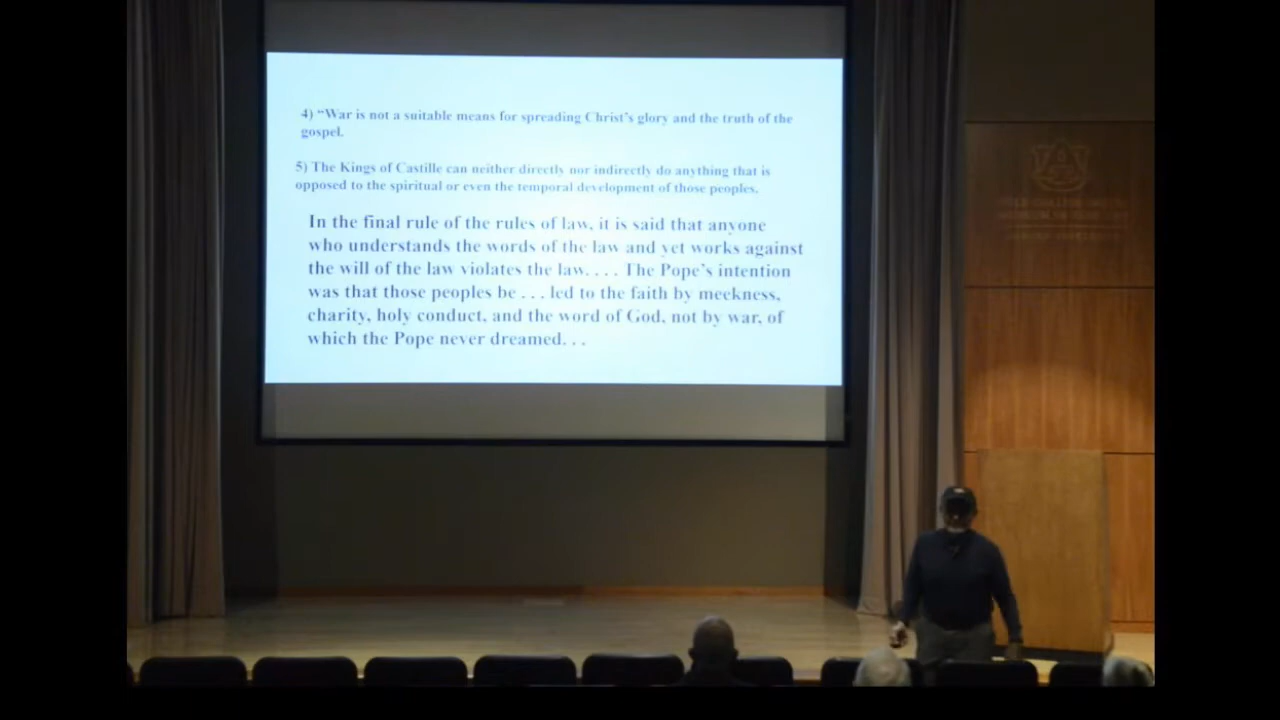 4) “War is not a suitable means for spreading Christ’s glory and the truth of the
gospel.
5) The Kings of Castille can neither directly nor indirectly do anything that is
opposed to the spiritual or even the temporal development of those peoples.
In the final rule of the rules of law, it is said that anyone
who understands the words of the law and yet works against
the will of the law violates the law. . . . The Pope’s intention
was that those peoples be . . . led to the faith by meekness,
charity, holy conduct, and the word of God, not by war, of
which the Pope never dreamed. . .